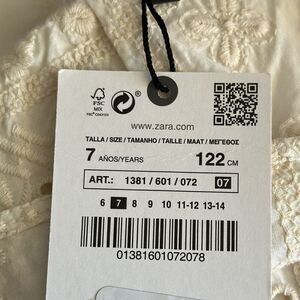 FSC
MIX
www.zara.com
TALLA / SIZE / TAMANHO / TAILLE / MAAT / ΜΕΓΕΘΟΣ
7 AÑOS/YEARS 122 CM
ART.: 1381 / 601 / 072 07
6 7 8 9 10 11-12 13-14
01381601072078